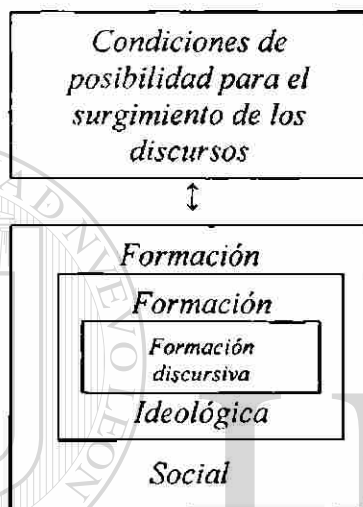 Condiciones de
posibilidad para el
surgimiento de los
discursos
↕
Formación
Formación
Formación
discursiva
Ideológica
Social